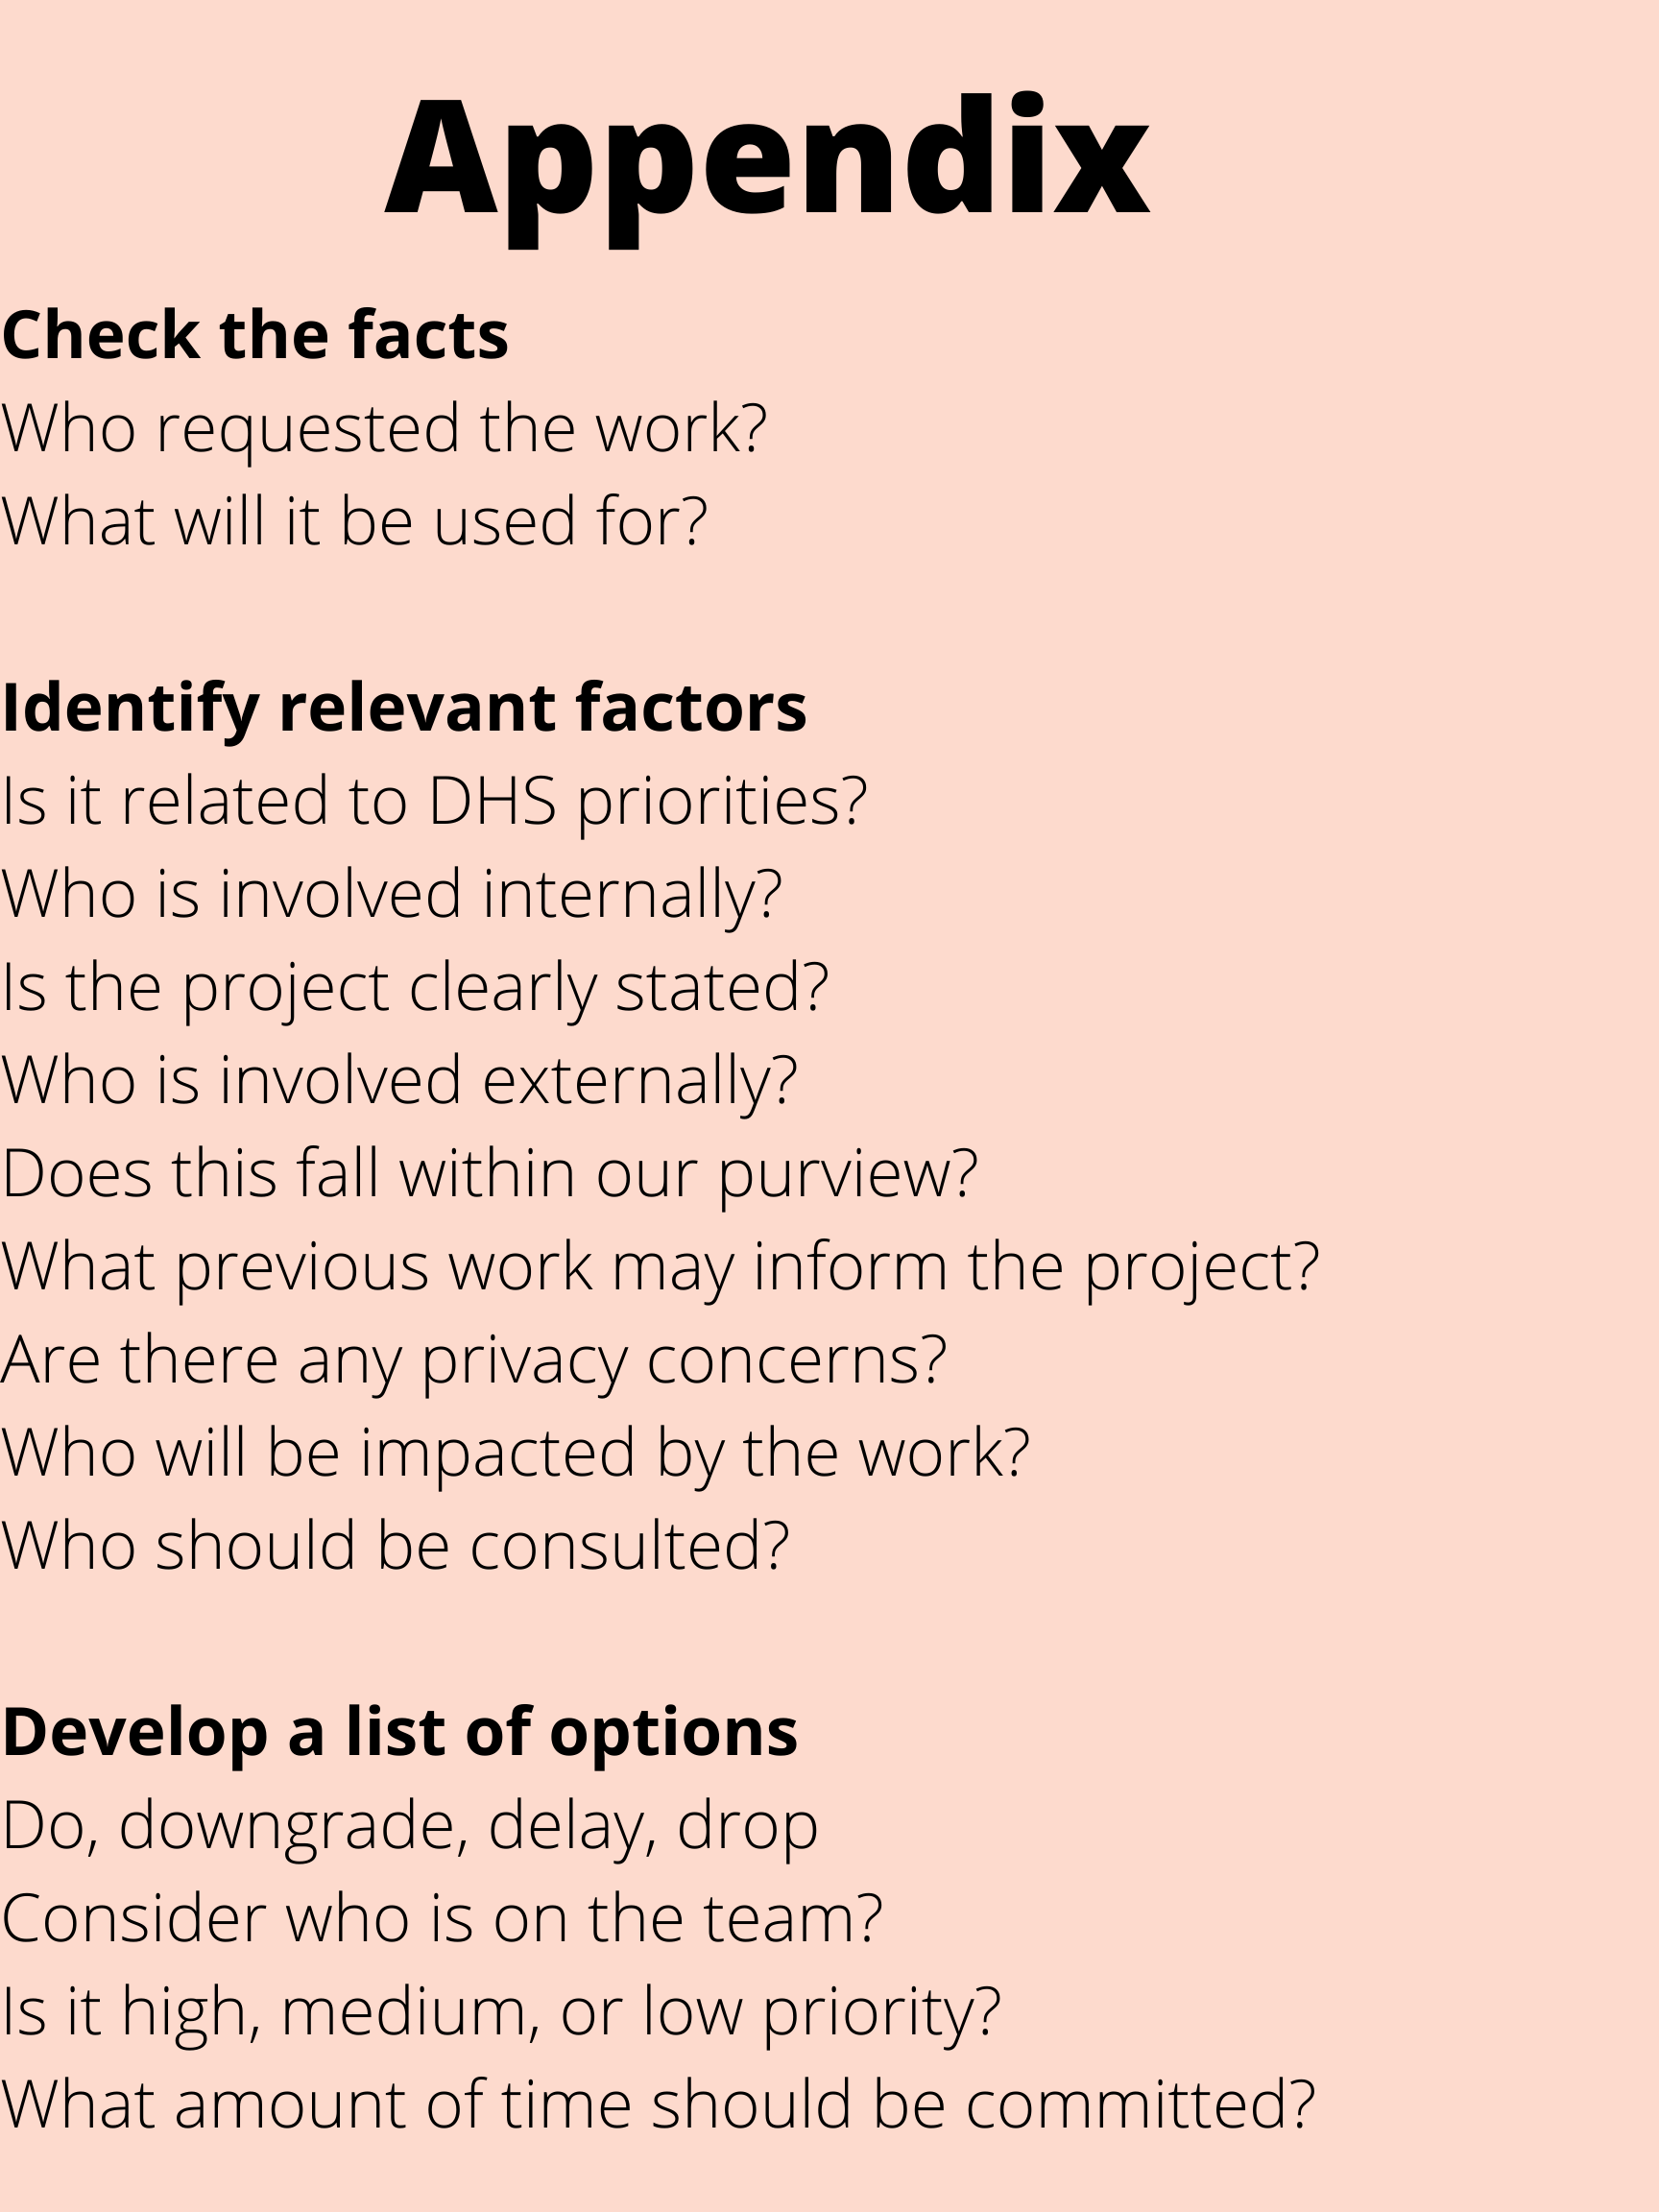 Appendix
Check the facts
Who requested the work?
What will it be used for?
Identify relevant factors
Is it related to DHS priorities?
Who is involved internally?
Is the project clearly stated?
Who is involved externally?
Does this fall within our purview?
What previous work may inform the project?
Are there any privacy concerns?
Who will be impacted by the work?
Who should be consulted?
Develop a list of options
Do, downgrade, delay, drop
Consider who is on the team?
Is it high, medium, or low priority?
What amount of time should be committed?